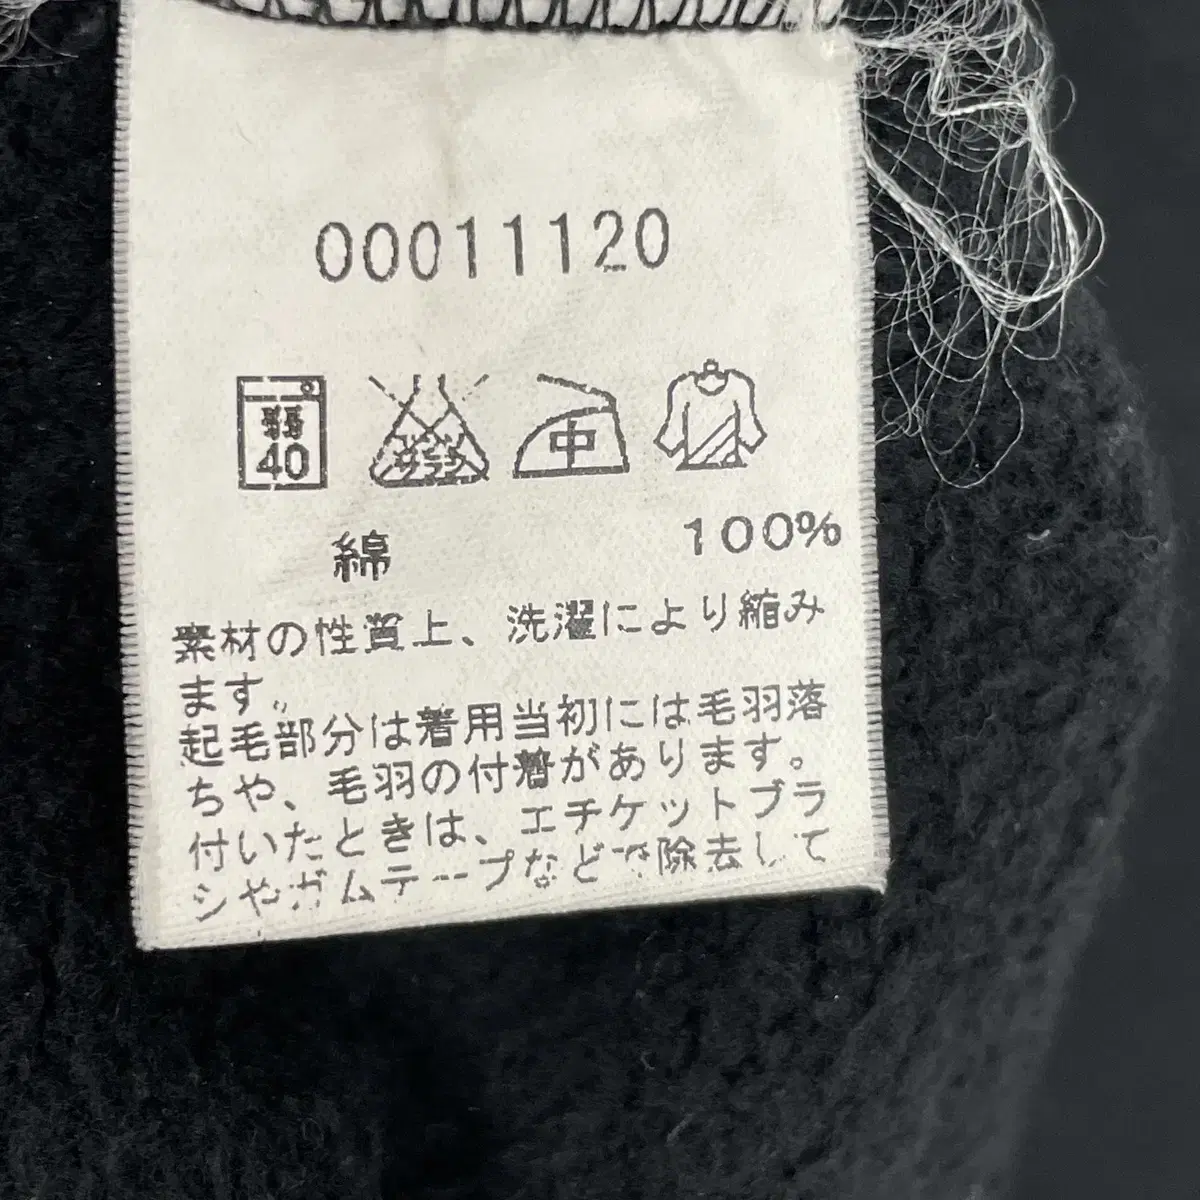 00011120
弱
40
中
綿 100%
素材の性質上、洗濯により縮み
ます。
起毛部分は着用当初には毛羽落
ちや、毛羽の付着があります。
付いたときは、エチケットブラ
シやガムテープなどで除去して